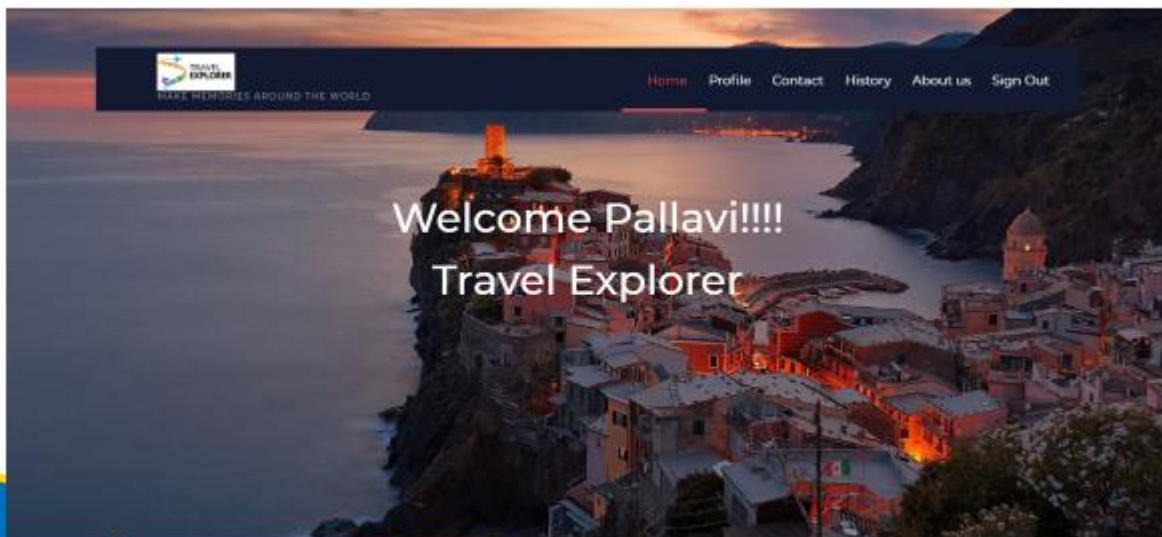 TRAVEL
EXPLORER
MAKE MEMORIES AROUND THE WORLD
Home Profile Contact History About us Sign Out
Welcome Pallavi!!!!
Travel Explorer